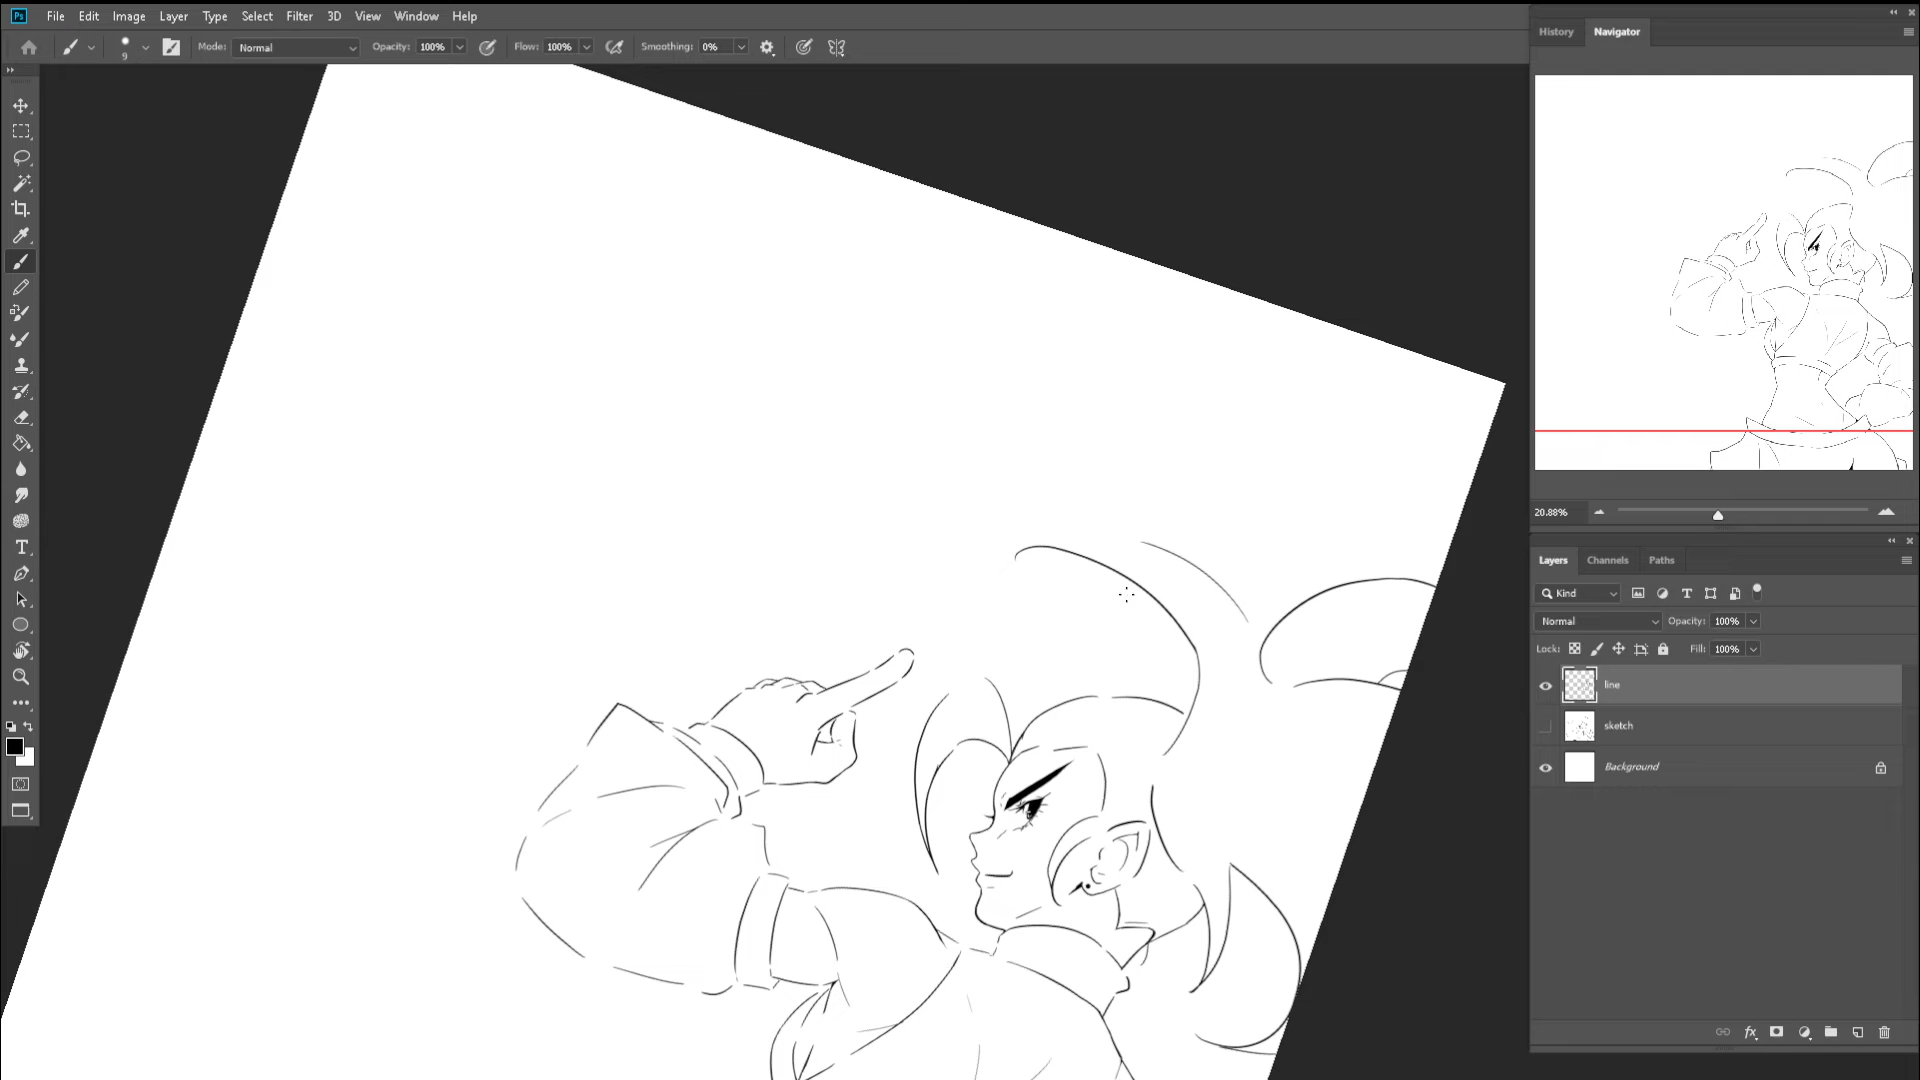 Ps File Edit Image Layer Type Select Filter 3D View Window Help
9 Mode: Normal Opacity: 100% Flow: 100% Smoothing: 0%
History Navigator
20.88%
Layers Channels Paths
Kind
Normal Opacity: 100%
Lock: Fill: 100%
line
sketch
Background